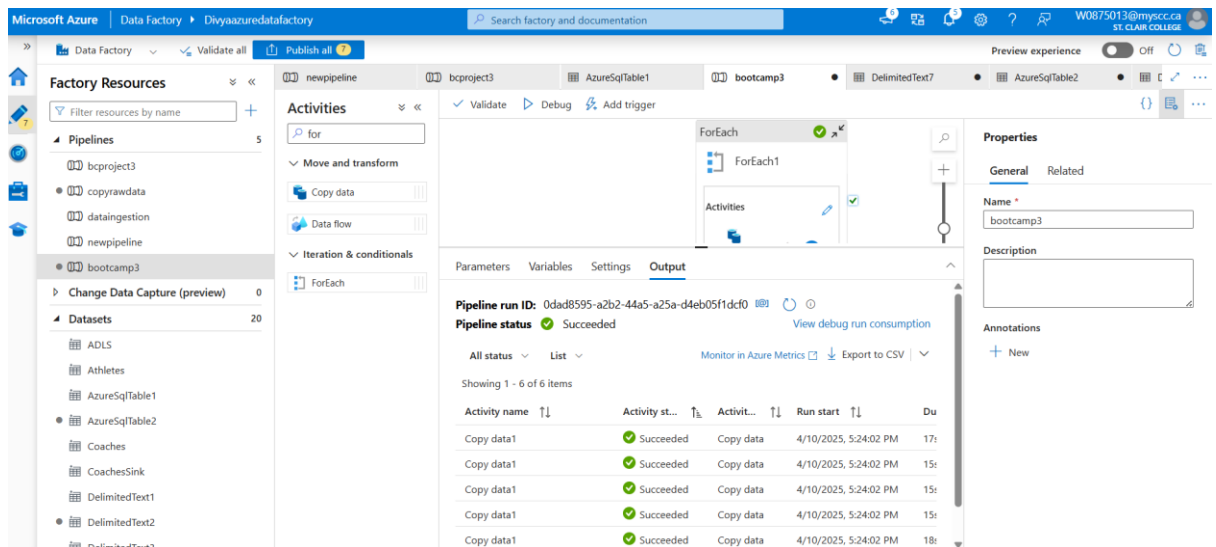 Microsoft Azure | Data Factory ▸ Divyaazuredatafactory
Search factory and documentation
6
5
W0875013@myscc.ca
ST. CLAIR COLLEGE
» Data Factory Validate all Publish all 7
Preview experience Off
7
Factory Resources
Filter resources by name
Pipelines 5
bcproject3
copyrawdata
dataingestion
newpipeline
bootcamp3
Change Data Capture (preview) 0
Datasets 20
ADLS
Athletes
AzureSqlTable1
AzureSqlTable2
Coaches
CoachesSink
DelimitedText1
DelimitedText2
newpipeline bcproject3 AzureSqlTable1 bootcamp3 DelimitedText7 AzureSqlTable2
Activities
for
Move and transform
Copy data
Data flow
Iteration & conditionals
ForEach
Validate Debug Add trigger
ForEach
ForEach1
Activities
Parameters Variables Settings Output
Pipeline run ID: 0dad8595-a2b2-44a5-a25a-d4eb05f1dcf0
Pipeline status Succeeded View debug run consumption
All status List Monitor in Azure Metrics Export to CSV
Showing 1 - 6 of 6 items
Activity name Activity st... Activit... Run start Du
Copy data1 Succeeded Copy data 4/10/2025, 5:24:02 PM 17s
Copy data1 Succeeded Copy data 4/10/2025, 5:24:02 PM 15s
Copy data1 Succeeded Copy data 4/10/2025, 5:24:02 PM 15s
Copy data1 Succeeded Copy data 4/10/2025, 5:24:02 PM 15s
Copy data1 Succeeded Copy data 4/10/2025, 5:24:02 PM 18s
Properties
General Related
Name *
bootcamp3
Description
Annotations
+ New